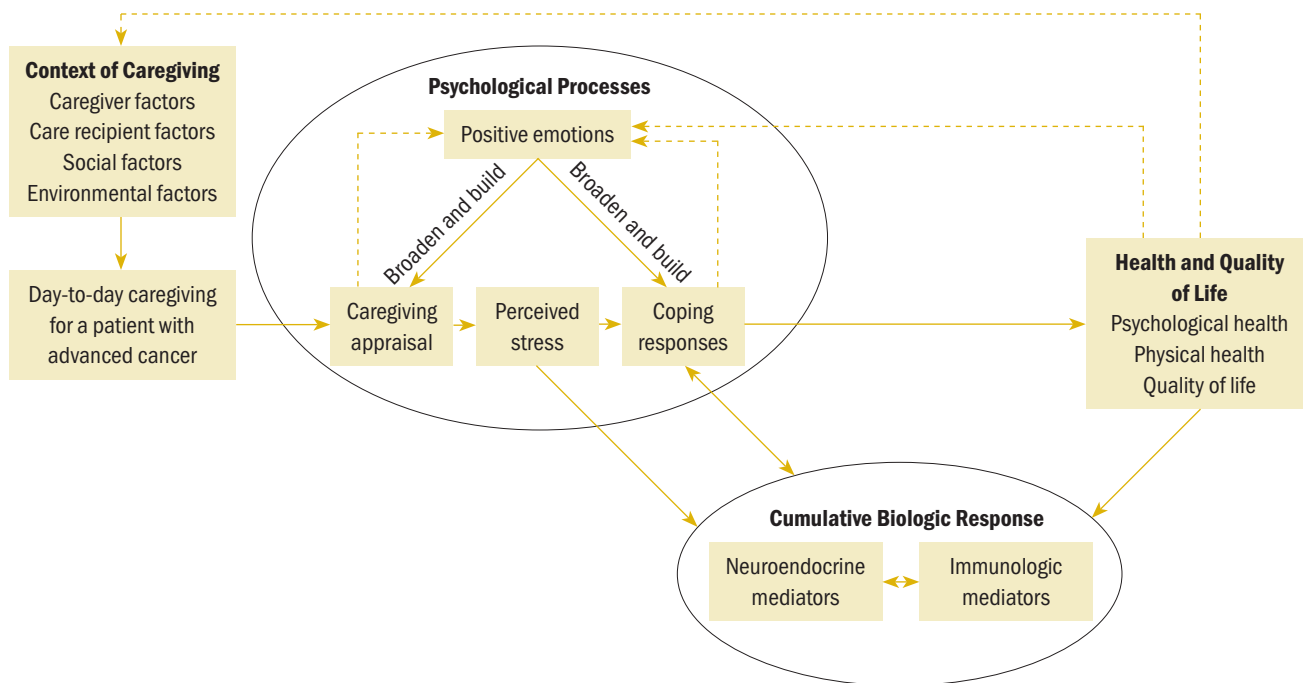 Context of Caregiving
Caregiver factors
Care recipient factors
Social factors
Environmental factors
Day-to-day caregiving
for a patient with
advanced cancer
Psychological Processes
Positive emotions
Broaden and build
Broaden and build
Caregiving
appraisal
Perceived
stress
Coping
responses
Health and Quality
of Life
Psychological health
Physical health
Quality of life
Cumulative Biologic Response
Neuroendocrine
mediators
Immunologic
mediators